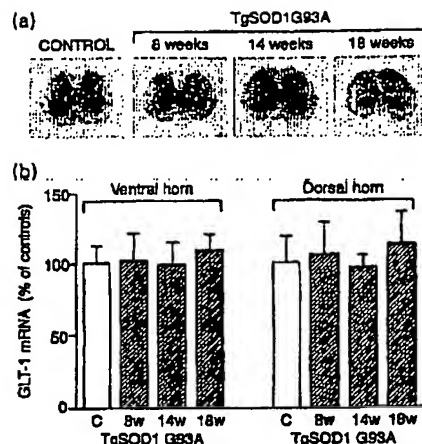 (a)
TgSOD1G93A
CONTROL 8 weeks 14 weeks 18 weeks
(b)
Ventral horn Dorsal horn
GLT-1 mRNA (% of controls)
150
100
50
0
C 8w 14w 18w C 8w 14w 18w
TgSOD1 G93A TgSOD1 G93A